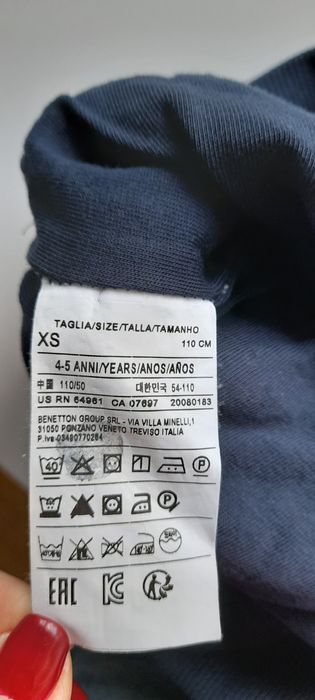 TAGLIA/SIZE/TALLA/TAMANHO
XS 110 CM
4-5 ANNI/YEARS/ANOS/AÑOS
中國 110/50 대한민국 54-110
US RN 64961 CA 07697 20080183
BENETTON GROUP SRL - VIA VILLA MINELLI,1
31050 PONZANO VENETO TREVISO ITALIA
P.iva 03490770264
40 P
EAC